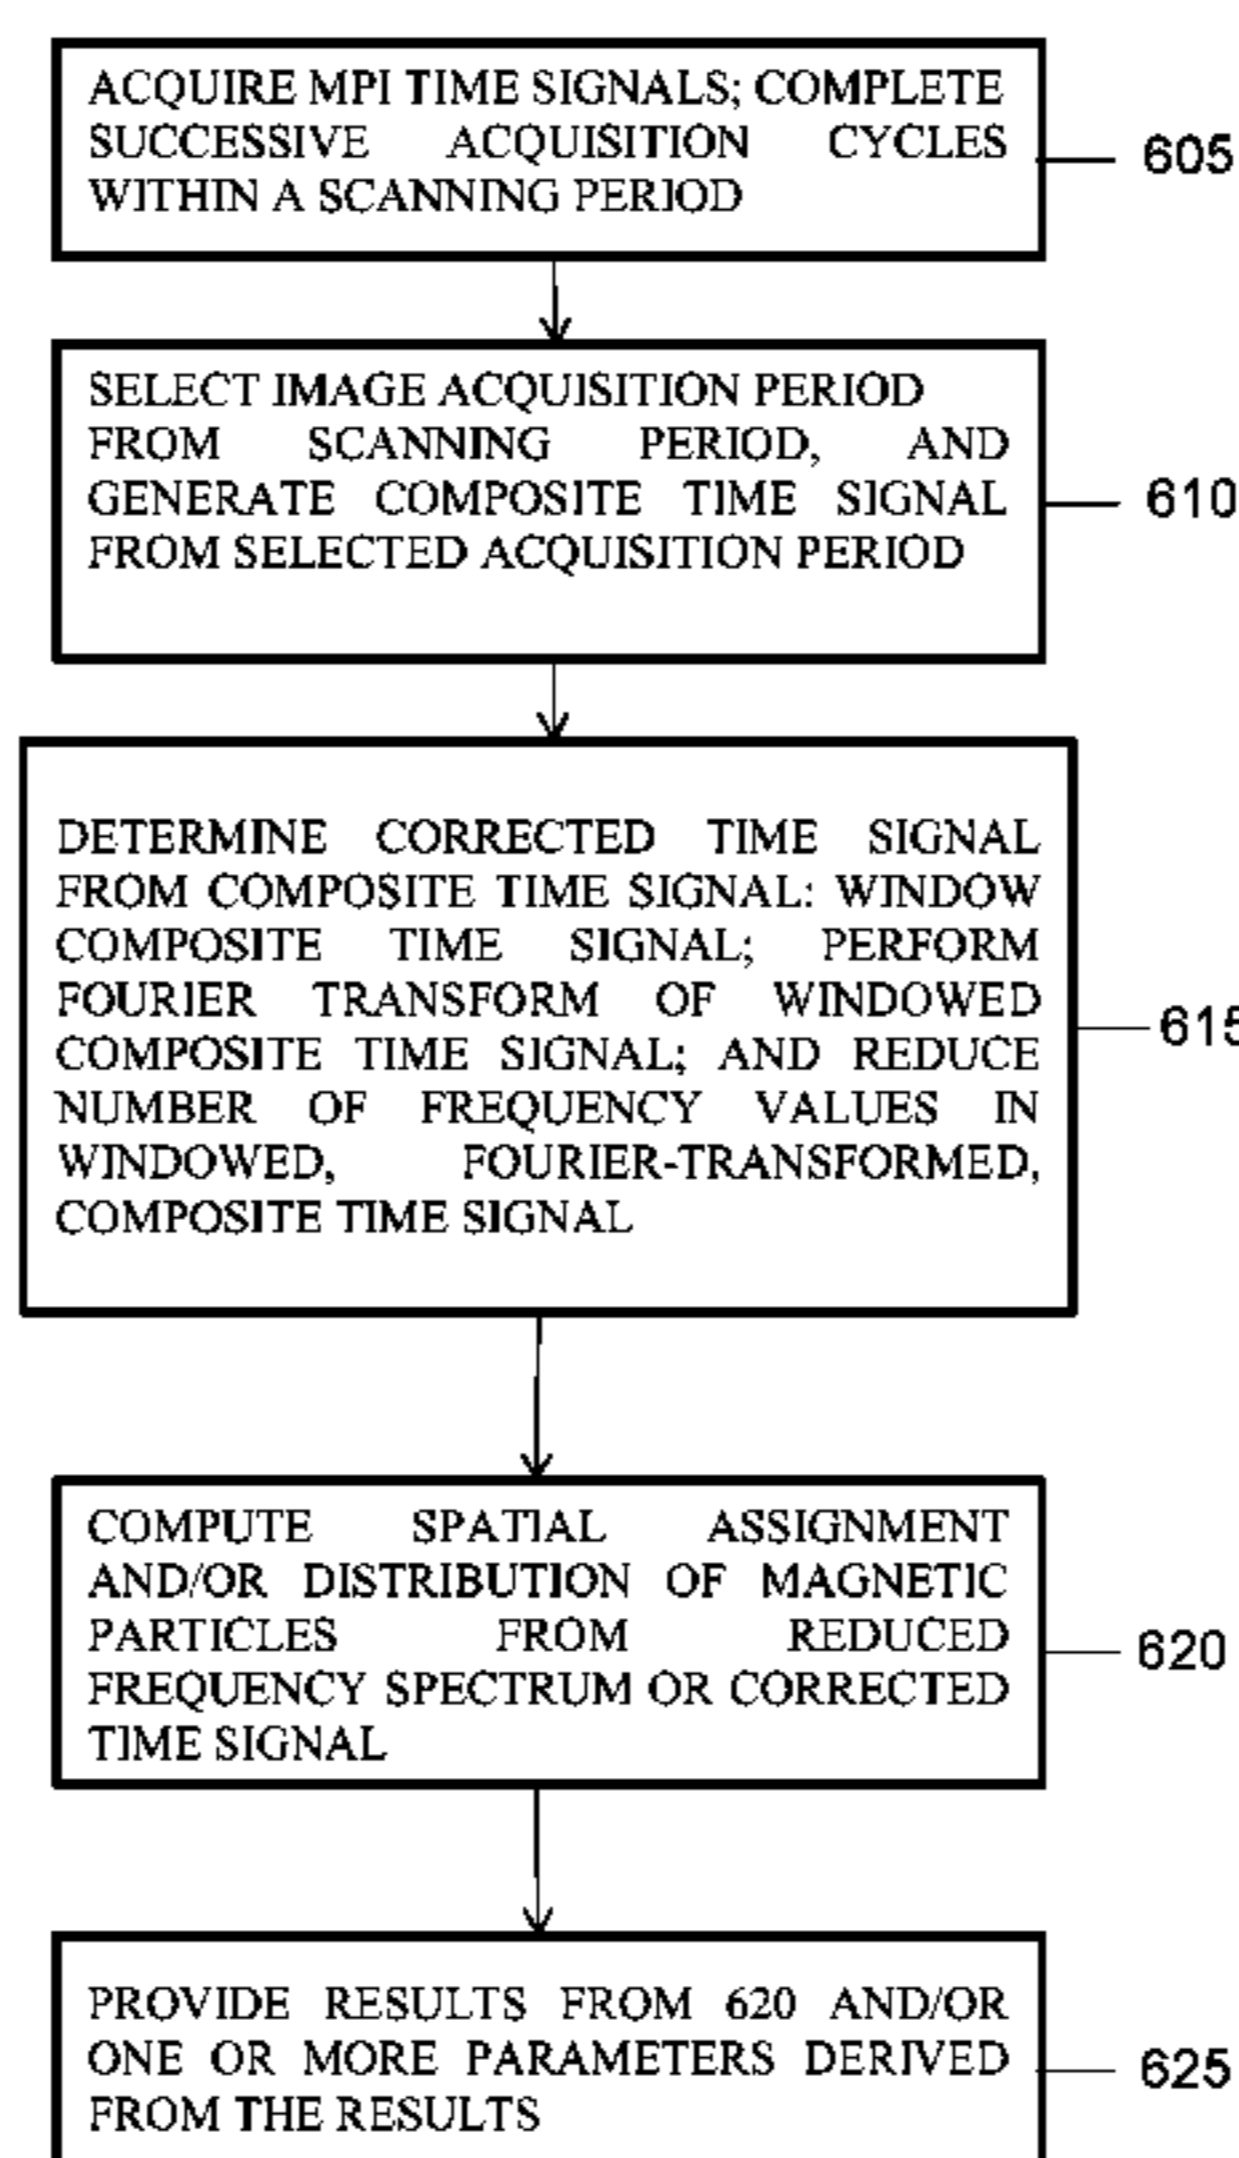 ACQUIRE MPI TIME SIGNALS; COMPLETE
SUCCESSIVE ACQUISITION CYCLES
WITHIN A SCANNING PERIOD
605
SELECT IMAGE ACQUISITION PERIOD
FROM SCANNING PERIOD, AND
GENERATE COMPOSITE TIME SIGNAL
FROM SELECTED ACQUISITION PERIOD
610
DETERMINE CORRECTED TIME SIGNAL
FROM COMPOSITE TIME SIGNAL: WINDOW
COMPOSITE TIME SIGNAL; PERFORM
FOURIER TRANSFORM OF WINDOWED
COMPOSITE TIME SIGNAL; AND REDUCE
NUMBER OF FREQUENCY VALUES IN
WINDOWED, FOURIER-TRANSFORMED,
COMPOSITE TIME SIGNAL
615
COMPUTE SPATIAL ASSIGNMENT
AND/OR DISTRIBUTION OF MAGNETIC
PARTICLES FROM REDUCED
FREQUENCY SPECTRUM OR CORRECTED
TIME SIGNAL
620
PROVIDE RESULTS FROM 620 AND/OR
ONE OR MORE PARAMETERS DERIVED
FROM THE RESULTS
625